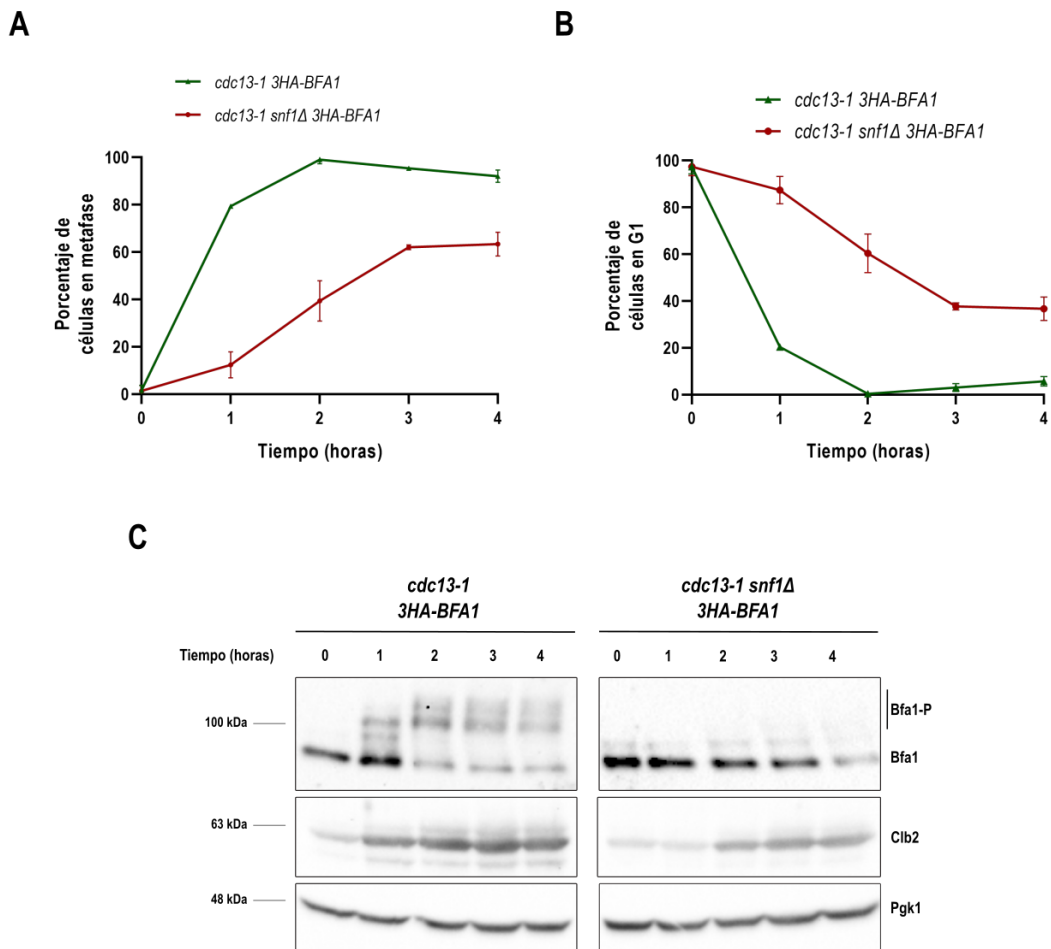 A
cdc13-1 3HA-BFA1
cdc13-1 snf1Δ 3HA-BFA1
Porcentaje de
células en metafase
100
80
60
40
20
0
0 1 2 3 4
Tiempo (horas)
B
cdc13-1 3HA-BFA1
cdc13-1 snf1Δ 3HA-BFA1
Porcentaje de
células en G1
100
80
60
40
20
0
0 1 2 3 4
Tiempo (horas)
C
cdc13-1
3HA-BFA1
cdc13-1 snf1Δ
3HA-BFA1
Tiempo (horas) 0 1 2 3 4 0 1 2 3 4
Bfa1-P
100 kDa
Bfa1
63 kDa
Clb2
48 kDa
Pgk1